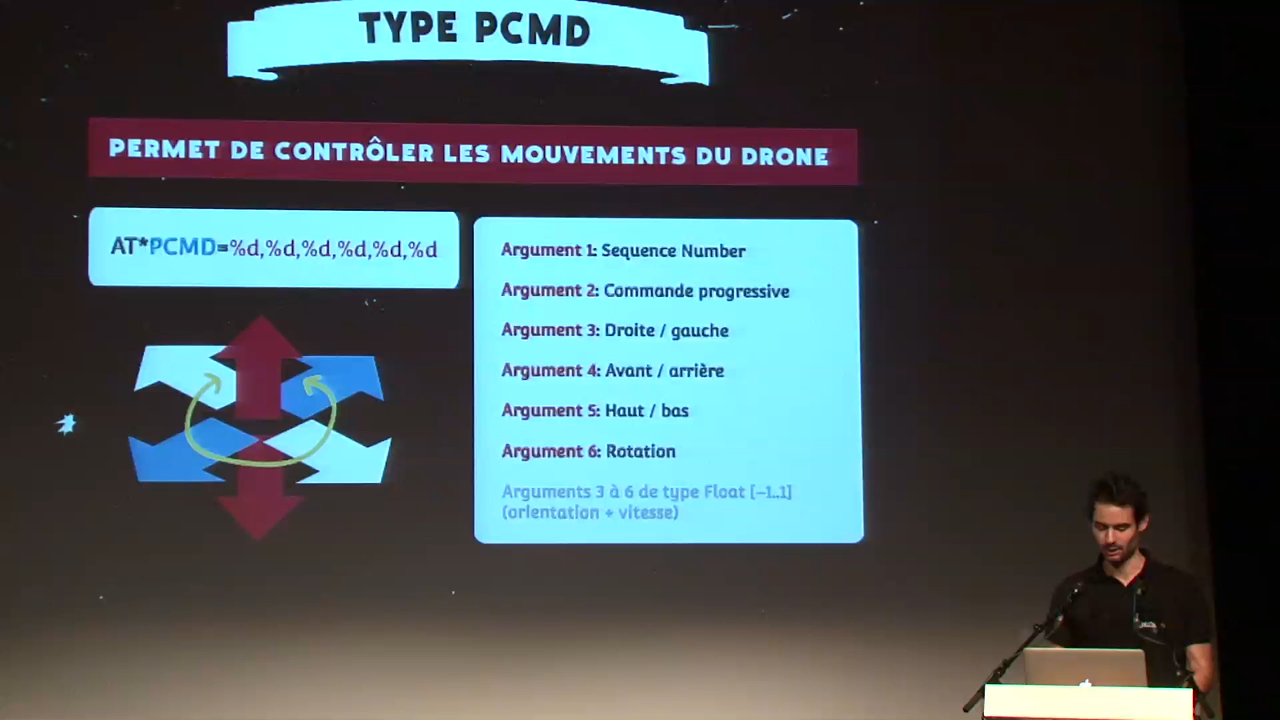 TYPE PCMD
PERMET DE CONTRÔLER LES MOUVEMENTS DU DRONE
AT*PCMD=%d,%d,%d,%d,%d,%d
Argument 1: Sequence Number
Argument 2: Commande progressive
Argument 3: Droite / gauche
Argument 4: Avant / arrière
Argument 5: Haut / bas
Argument 6: Rotation
Arguments 3 à 6 de type Float [-1..1]
(orientation + vitesse)